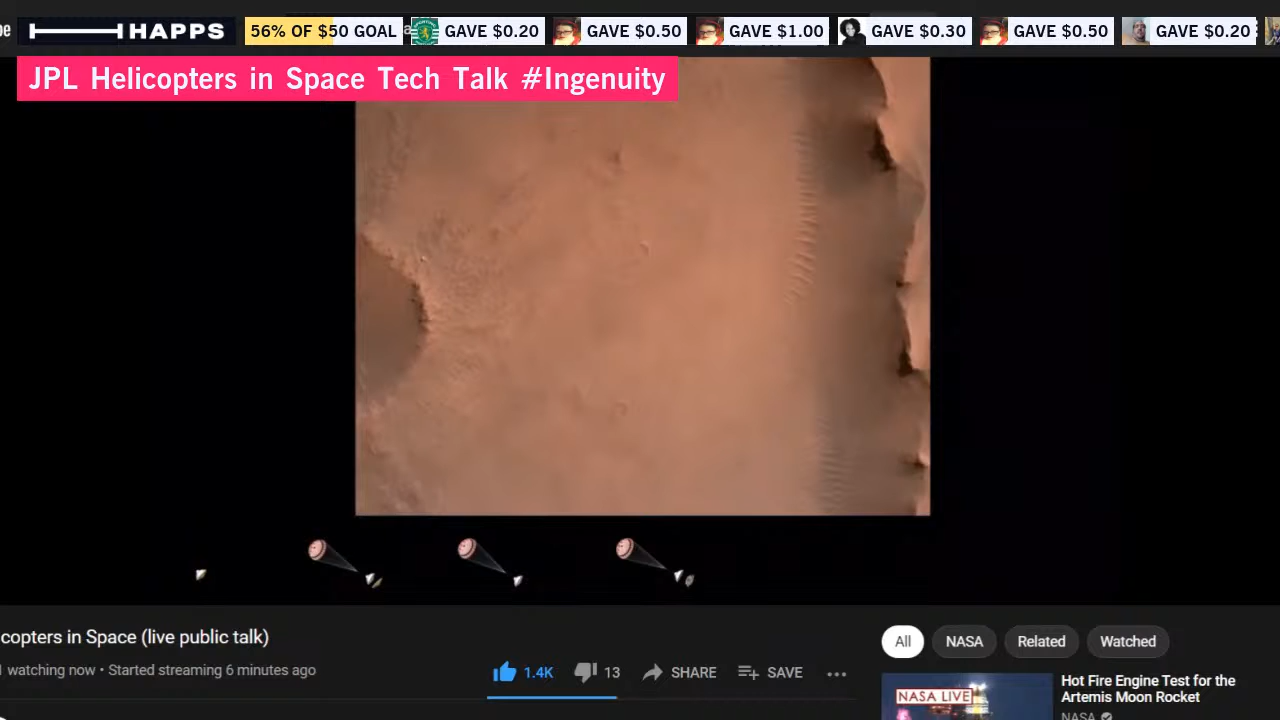 HAPPS
56% OF $50 GOAL
GAVE $0.20
GAVE $0.50
GAVE $1.00
GAVE $0.30
GAVE $0.50
GAVE $0.20
JPL Helicopters in Space Tech Talk #Ingenuity
copters in Space (live public talk)
watching now • Started streaming 6 minutes ago
1.4K
13
SHARE
SAVE
All
NASA
Related
Watched
NASA LIVE
Hot Fire Engine Test for the
Artemis Moon Rocket
NASA